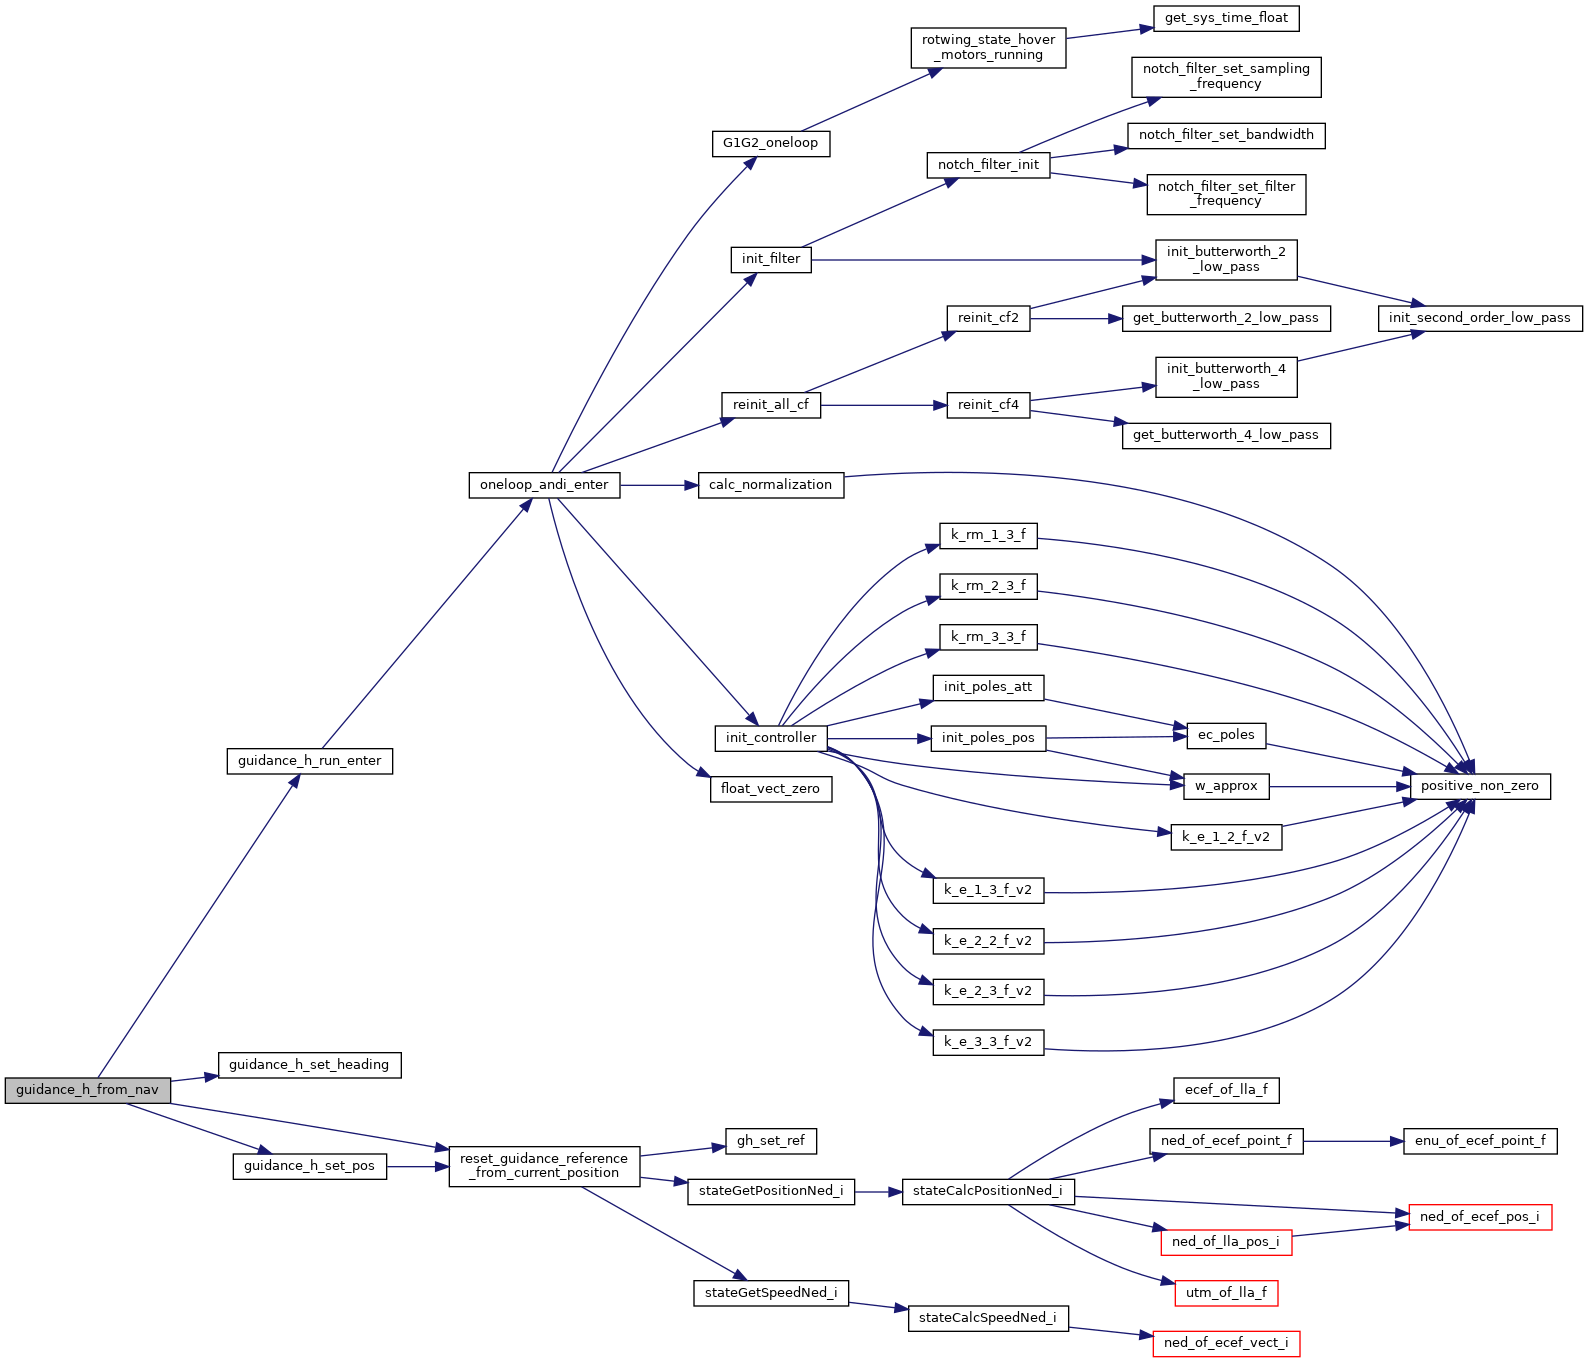 get_sys_time_float
rotwing_state_hover
_motors_running
notch_filter_set_sampling
_frequency
G1G2_oneloop
notch_filter_set_bandwidth
notch_filter_init
notch_filter_set_filter
_frequency
init_filter
init_butterworth_2
_low_pass
reinit_cf2
get_butterworth_2_low_pass
init_second_order_low_pass
init_butterworth_4
_low_pass
reinit_all_cf
reinit_cf4
get_butterworth_4_low_pass
oneloop_andi_enter
calc_normalization
k_rm_1_3_f
k_rm_2_3_f
k_rm_3_3_f
init_poles_att
init_controller
init_poles_pos
ec_poles
guidance_h_run_enter
float_vect_zero
w_approx
positive_non_zero
k_e_1_2_f_v2
k_e_1_3_f_v2
k_e_2_2_f_v2
k_e_2_3_f_v2
k_e_3_3_f_v2
guidance_h_set_heading
guidance_h_from_nav
ecef_of_lla_f
gh_set_ref
ned_of_ecef_point_f
enu_of_ecef_point_f
guidance_h_set_pos
reset_guidance_reference
_from_current_position
stateGetPositionNed_i
stateCalcPositionNed_i
ned_of_ecef_pos_i
ned_of_lla_pos_i
stateGetSpeedNed_i
utm_of_lla_f
stateCalcSpeedNed_i
ned_of_ecef_vect_i